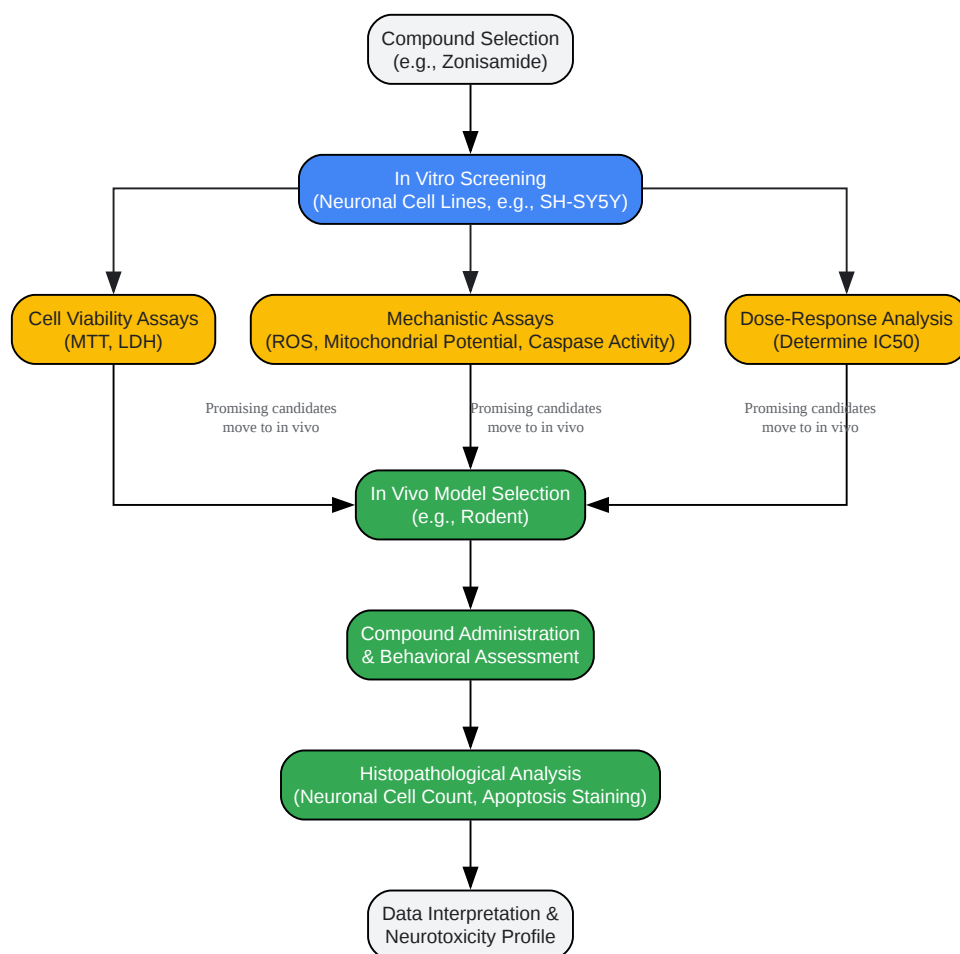 Compound Selection
(e.g., Zonisamide)
In Vitro Screening
(Neuronal Cell Lines, e.g., SH-SY5Y)
Cell Viability Assays
(MTT, LDH)
Mechanistic Assays
(ROS, Mitochondrial Potential, Caspase Activity)
Dose-Response Analysis
(Determine IC50)
Promising candidates
move to in vivo
Promising candidates
move to in vivo
Promising candidates
move to in vivo
In Vivo Model Selection
(e.g., Rodent)
Compound Administration
& Behavioral Assessment
Histopathological Analysis
(Neuronal Cell Count, Apoptosis Staining)
Data Interpretation &
Neurotoxicity Profile